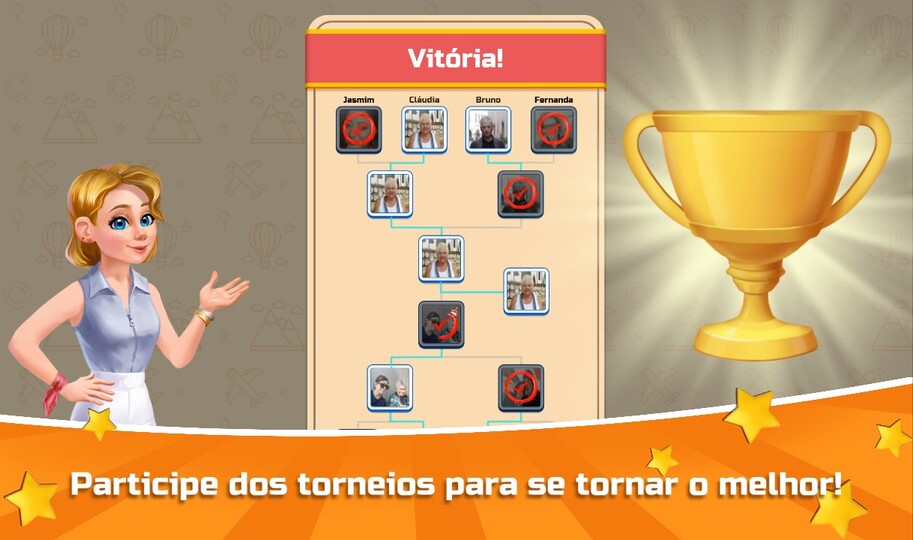 Vitória!
Jasmim Cláudia Bruno Fernanda
Participe dos torneios para se tornar o melhor!